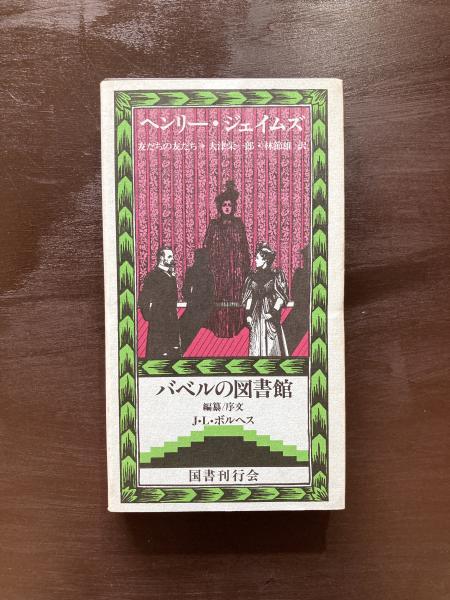 ヘンリー・ジェイムズ
友だちの友だち＊大津栄一郎・林節雄 訳
バベルの図書館
編纂/序文
J・L・ボルヘス
国書刊行会